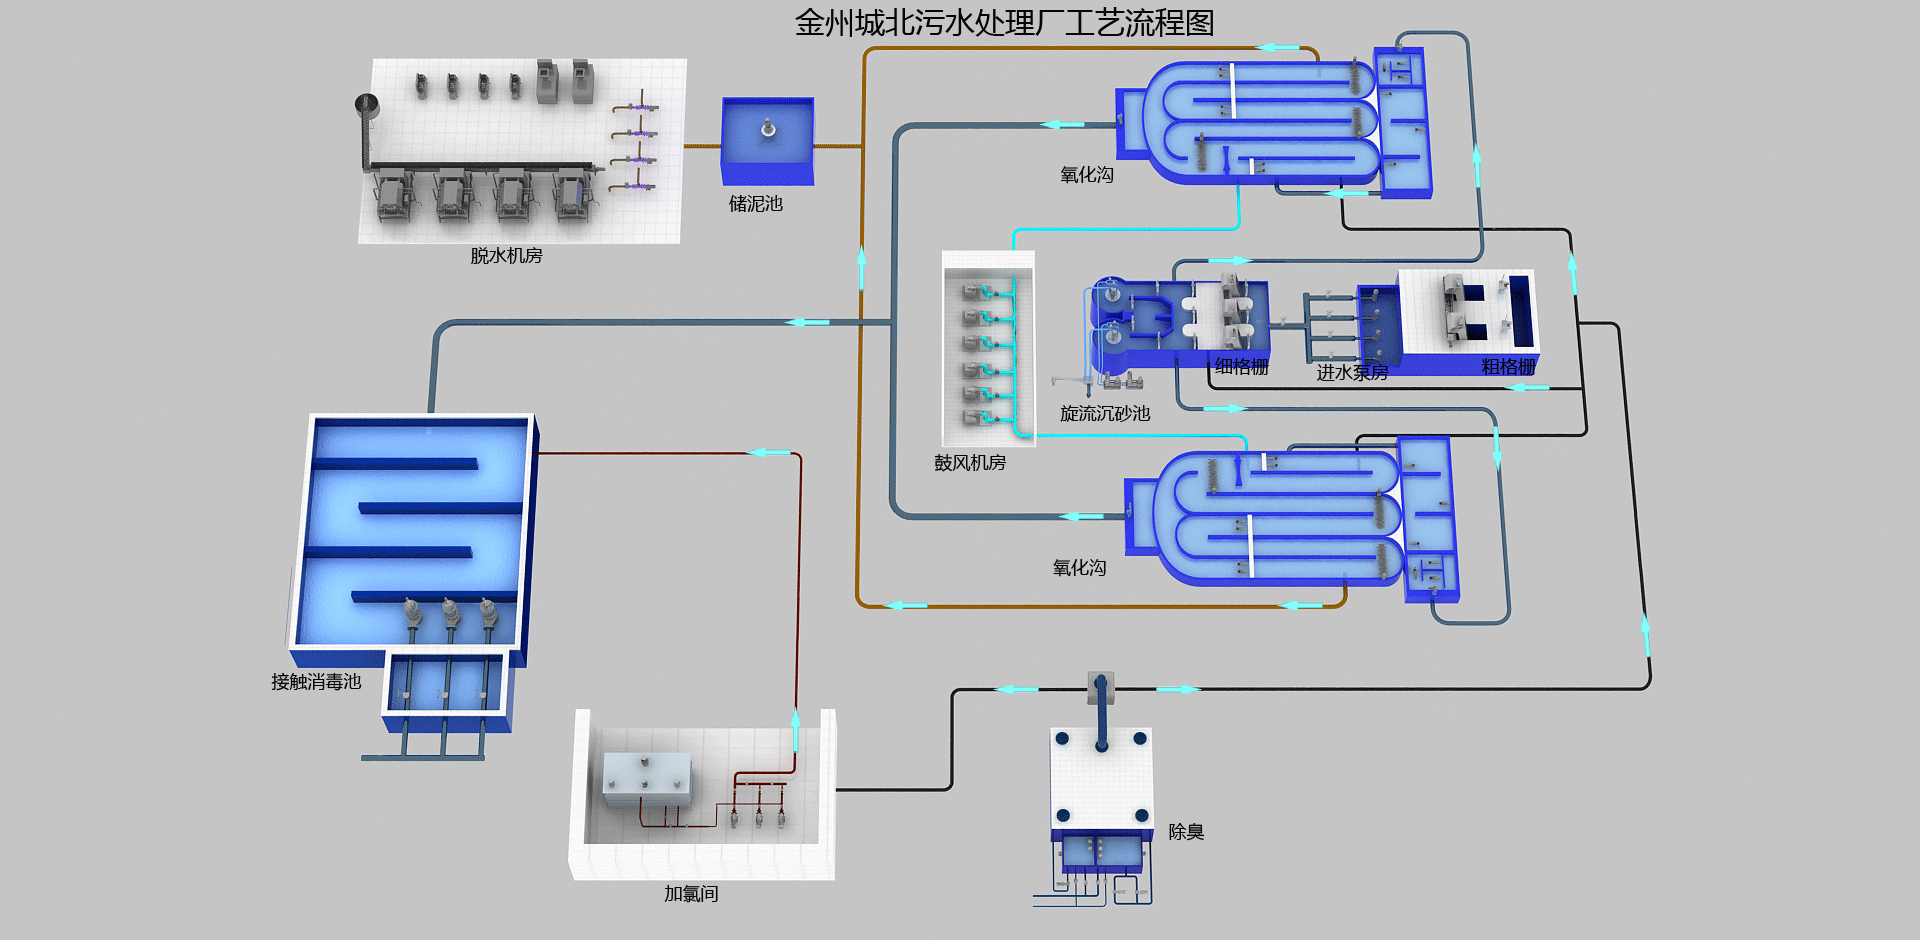 金州城北污水处理厂工艺流程图
氧化沟
储泥池
脱水机房
细格栅
进水泵房
粗格栅
旋流沉砂池
鼓风机房
氧化沟
接触消毒池
除臭
加氯间